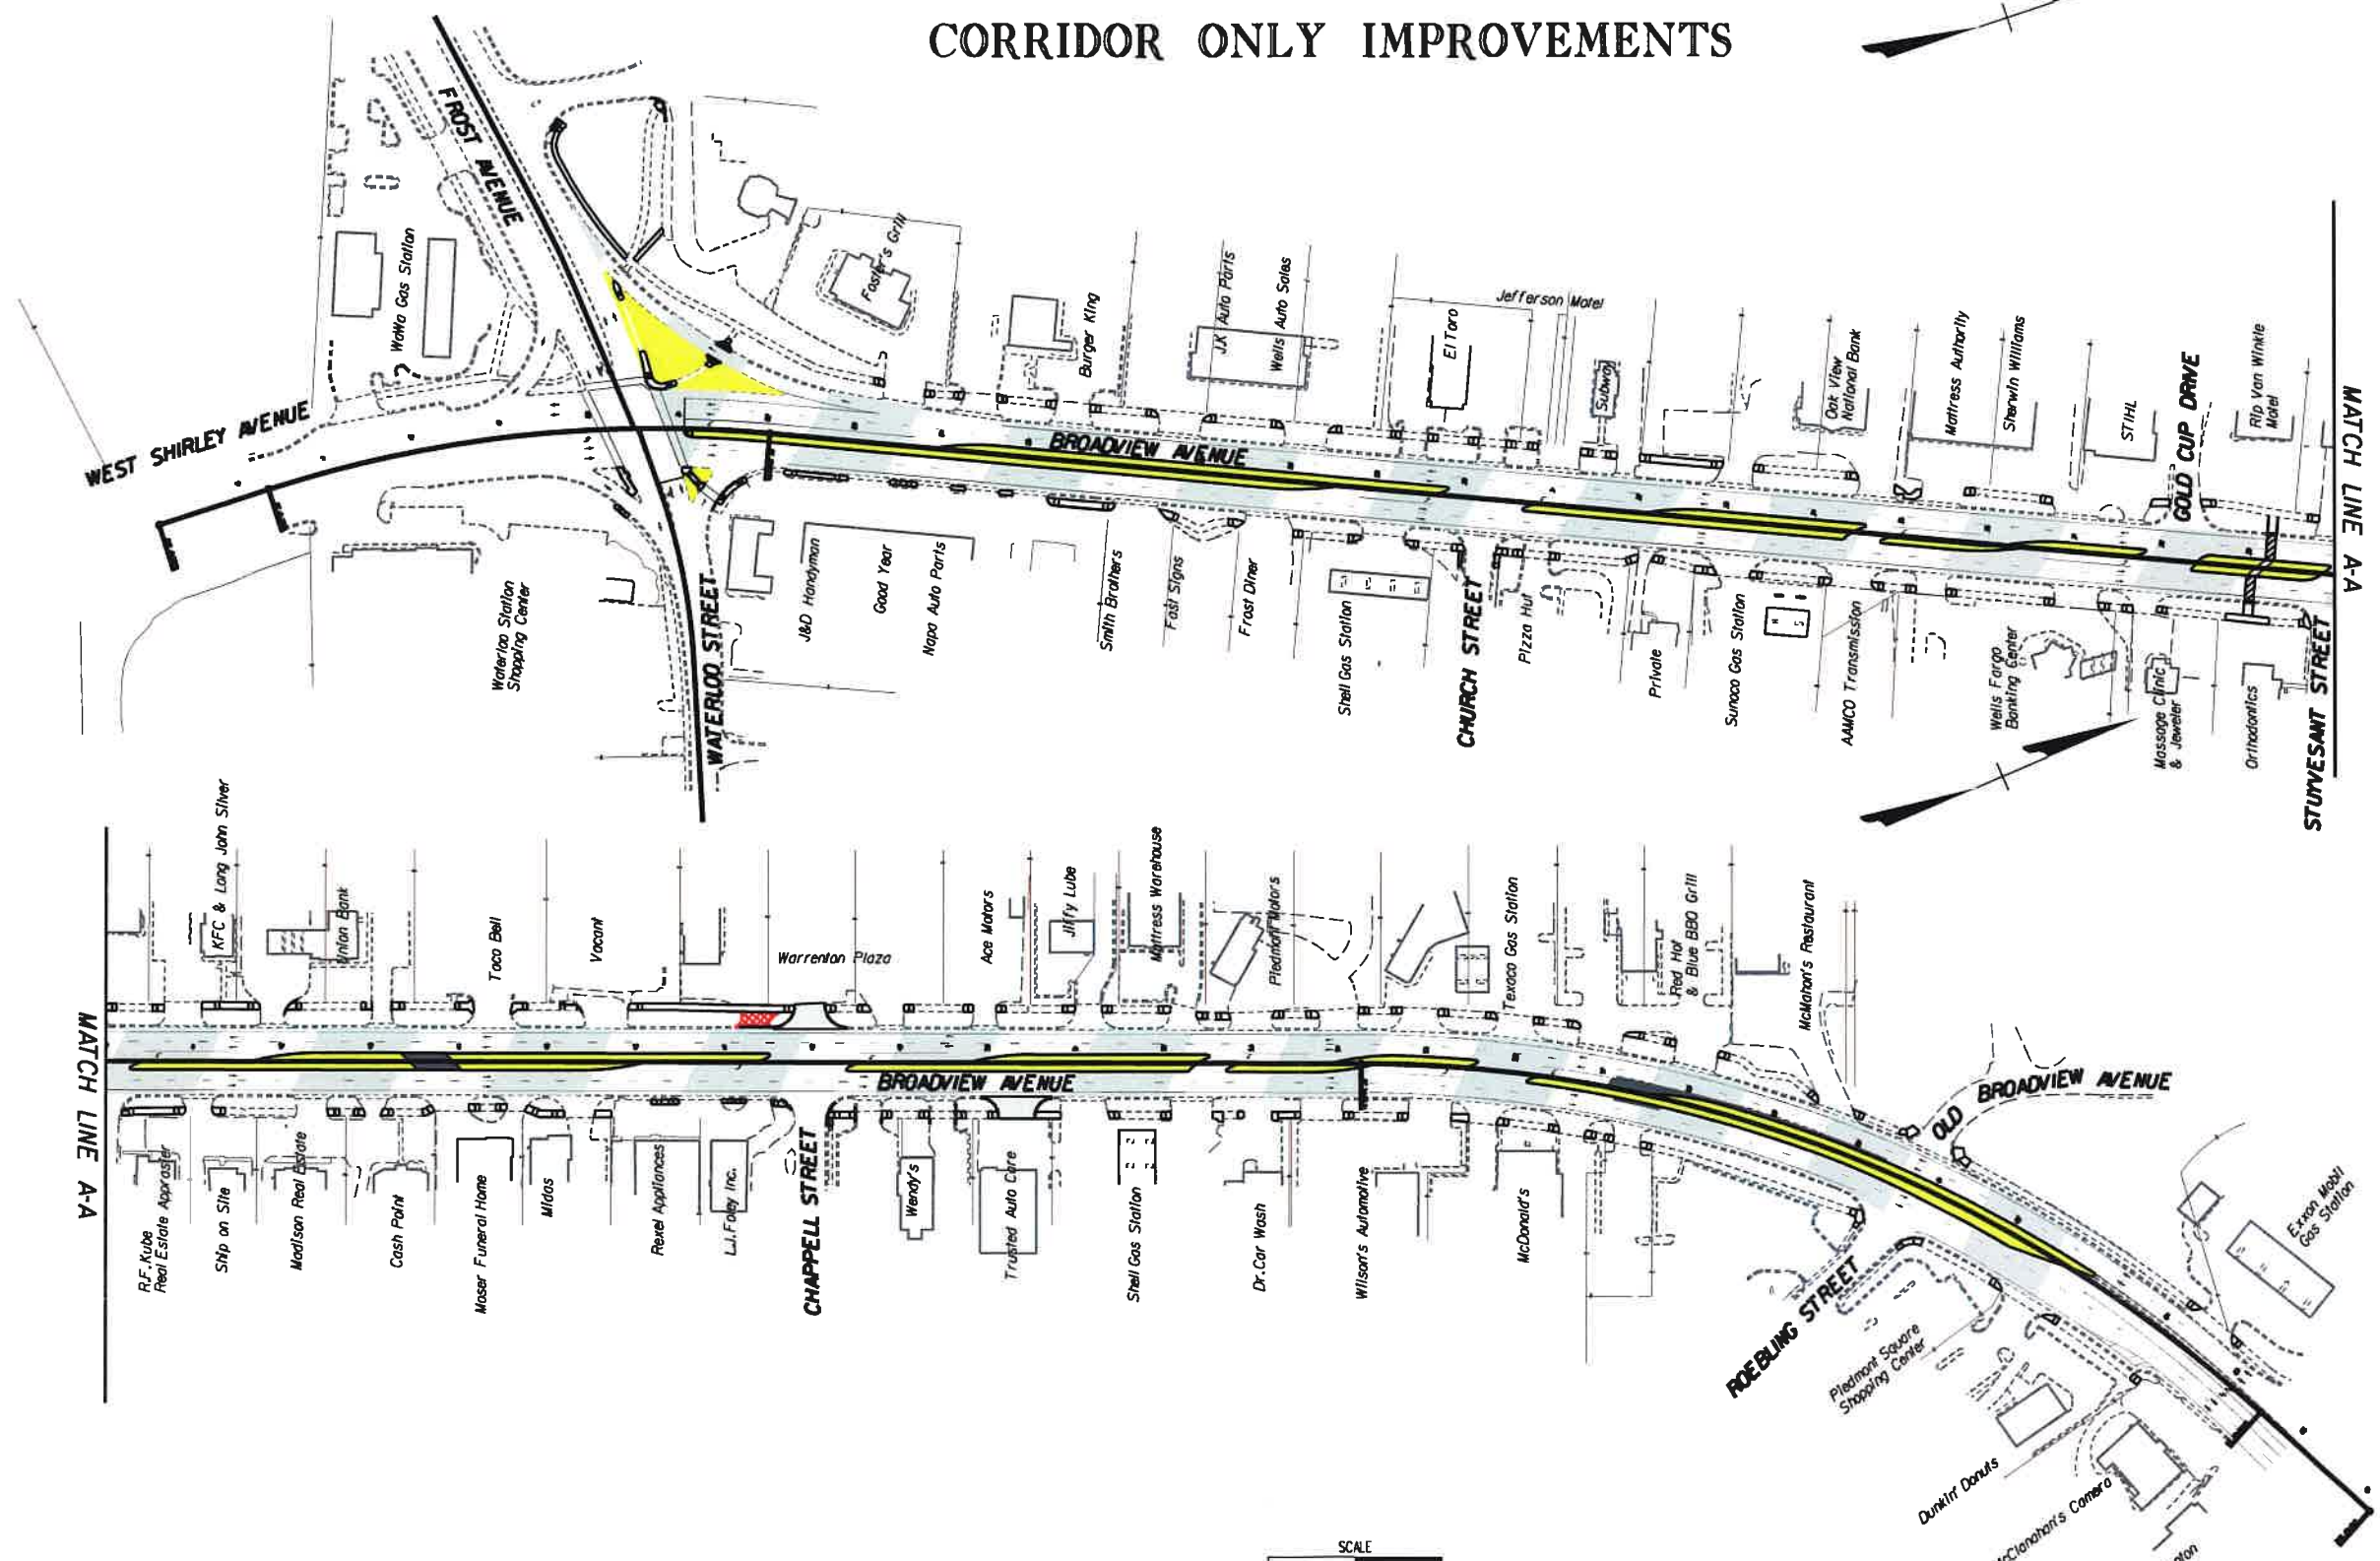 CORRIDOR ONLY IMPROVEMENTS
FROST AVENUE
WaWa Gas Station
WEST SHIRLEY AVENUE
Foster's Grill
Burger King
J.K Auto Parts
Wells Auto Sales
El Toro
Jefferson Motel
Subway
Oak View
National Bank
Mattress Authority
Sherwin Williams
STIHL
GOLD CUP DRIVE
Rip Van Winkle
Motel
MATCH LINE A-A
BROADVIEW AVENUE
Waterloo Station
Shopping Center
WATERLOO STREET
J&D Handyman
Good Year
Napa Auto Parts
Smith Brothers
Fast Signs
Frost Diner
Shell Gas Station
CHURCH STREET
Pizza Hut
Private
Sunoco Gas Station
AAMCO Transmission
Wells Fargo
Banking Center
Massage Clinic
& Jeweler
Orthodontics
STUYVESANT STREET
KFC & Long John Silver
Union Bank
Taco Bell
Vacant
Warrenton Plaza
Ace Motors
Jiffy Lube
Mattress Warehouse
Piedmont Motors
Texaco Gas Station
Red Hot
& Blue BBQ Grill
McMahon's Restaurant
MATCH LINE A-A
BROADVIEW AVENUE
OLD BROADVIEW AVENUE
R.F. Kube
Real Estate Appraiser
Ship on Site
Madison Real Estate
Cash Point
Moser Funeral Home
Midas
Rexel Appliances
L.J. Foley Inc.
CHAPPELL STREET
Wendy's
Trusted Auto Care
Shell Gas Station
Dr. Car Wash
Wilson's Automotive
McDonald's
ROEBLING STREET
Piedmont Square
Shopping Center
Exxon Mobil
Gas Station
Dunkin' Donuts
cClanahan's Camera
SCALE